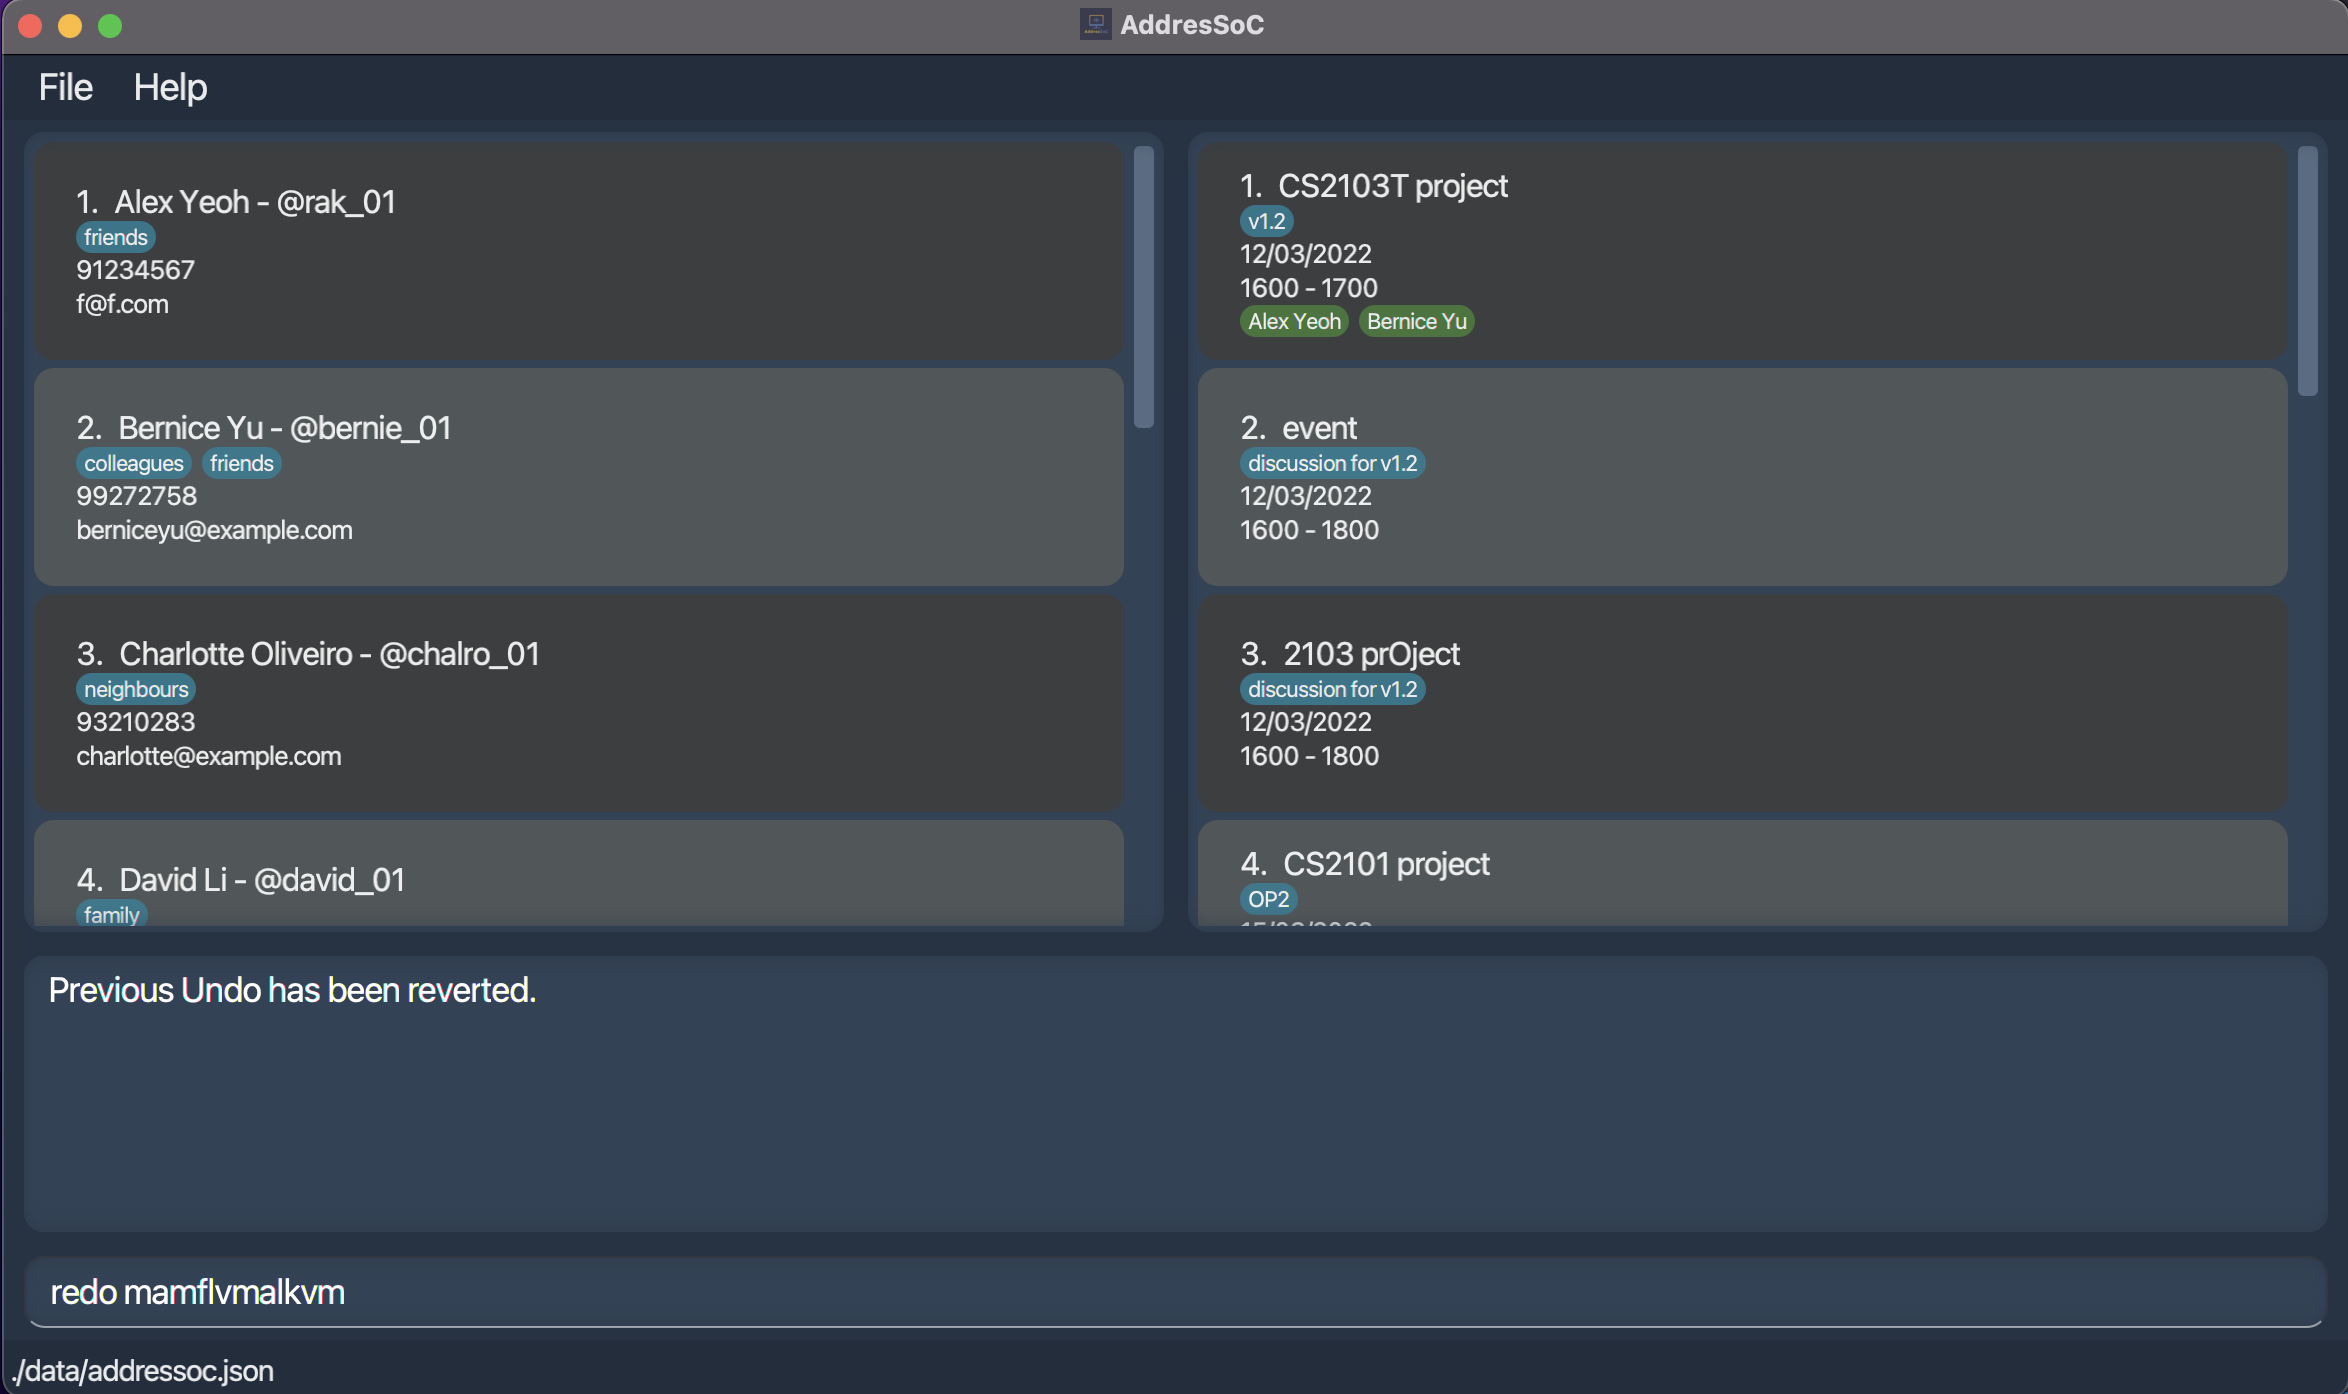 AddresSoC
File Help
1. Alex Yeoh - @rak_01
friends
91234567
f@f.com
2. Bernice Yu - @bernie_01
colleagues friends
99272758
berniceyu@example.com
3. Charlotte Oliveiro - @chalro_01
neighbours
93210283
charlotte@example.com
4. David Li - @david_01
family
1. CS2103T project
v1.2
12/03/2022
1600 - 1700
Alex Yeoh Bernice Yu
2. event
discussion for v1.2
12/03/2022
1600 - 1800
3. 2103 prOject
discussion for v1.2
12/03/2022
1600 - 1800
4. CS2101 project
OP2
Previous Undo has been reverted.
redo mamflvmalkvm
./data/addressoc.json